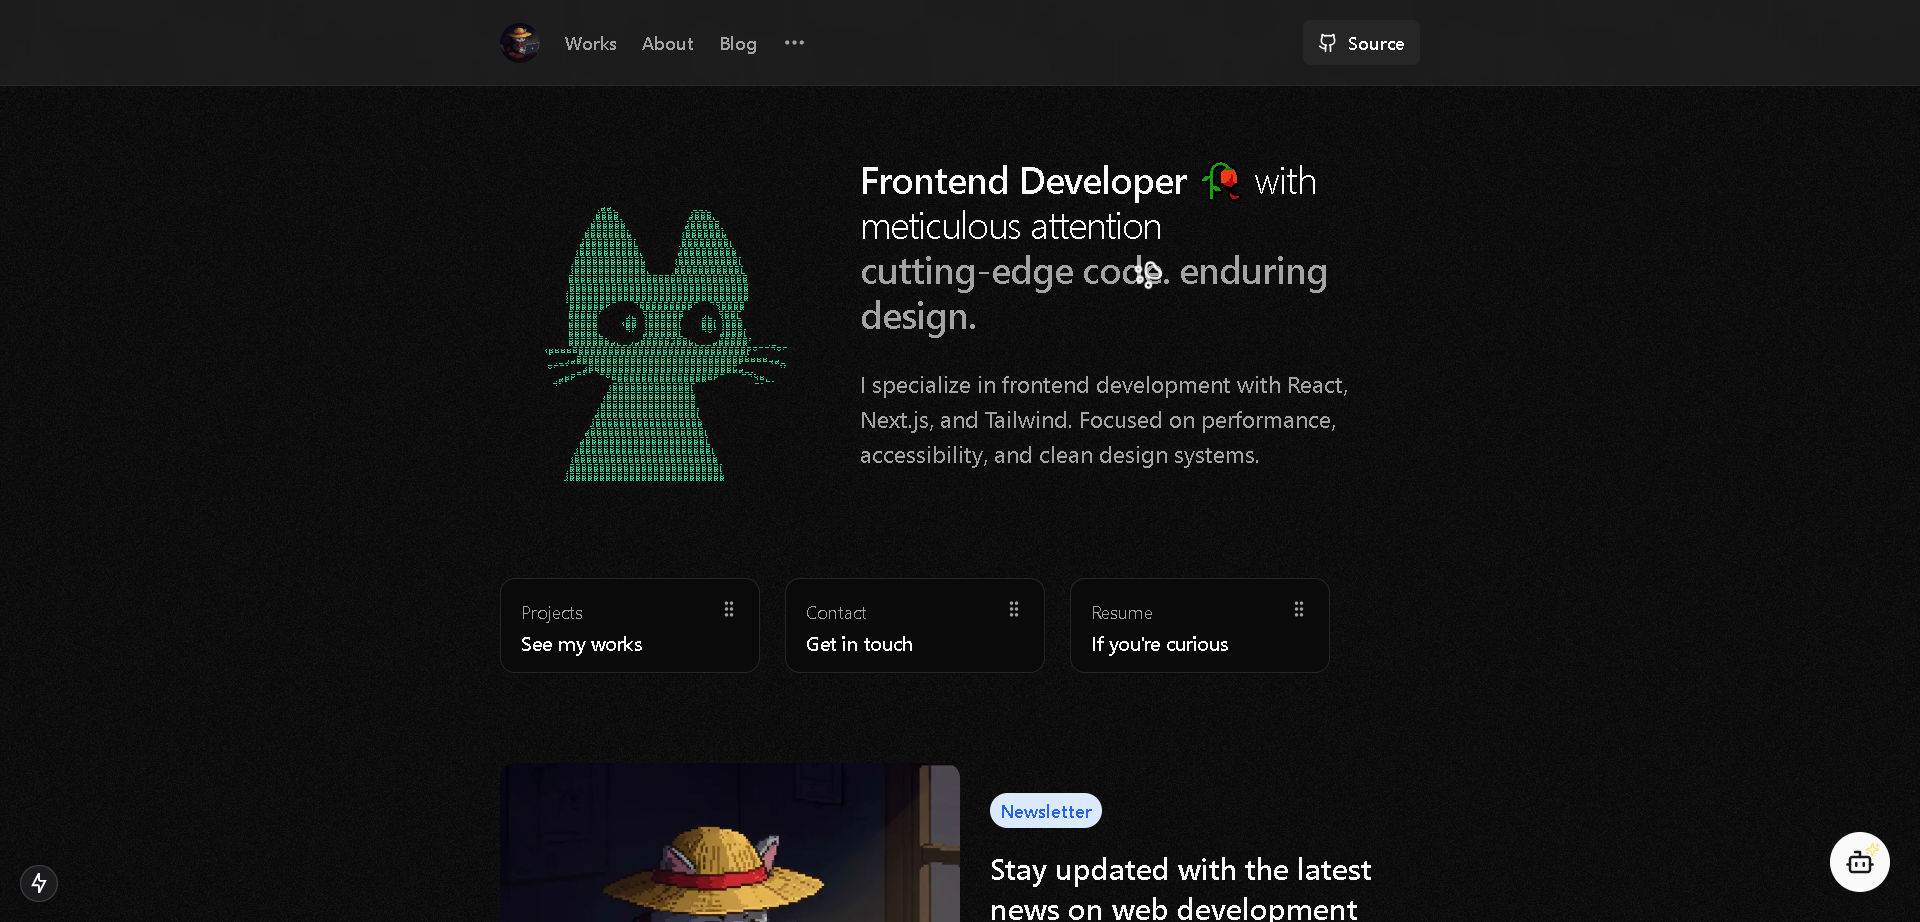 Works About Blog
Source
Frontend Developer with
meticulous attention
cutting-edge code. enduring
design.
I specialize in frontend development with React,
Next.js, and Tailwind. Focused on performance,
accessibility, and clean design systems.
Projects
See my works
Contact
Get in touch
Resume
If you're curious
Newsletter
Stay updated with the latest
news on web development